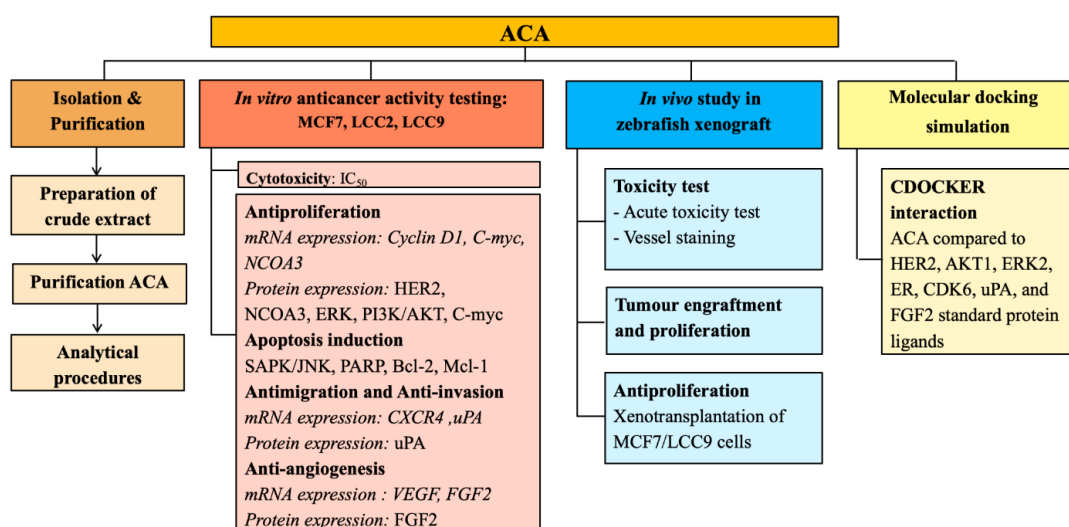 ACA
Isolation &
Purification
Preparation of
crude extract
Purification ACA
Analytical
procedures
In vitro anticancer activity testing:
MCF7, LCC2, LCC9
Cytotoxicity: IC50
Antiproliferation
mRNA expression: Cyclin D1, C-myc,
NCOA3
Protein expression: HER2,
NCOA3, ERK, PI3K/AKT, C-myc
Apoptosis induction
SAPK/JNK, PARP, Bcl-2, Mcl-1
Antimigration and Anti-invasion
mRNA expression: CXCR4 ,uPA
Protein expression: uPA
Anti-angiogenesis
mRNA expression : VEGF, FGF2
Protein expression: FGF2
In vivo study in
zebrafish xenograft
Toxicity test
- Acute toxicity test
- Vessel staining
Tumour engraftment
and proliferation
Antiproliferation
Xenotransplantation of
MCF7/LCC9 cells
Molecular docking
simulation
CDOCKER
interaction
ACA compared to
HER2, AKT1, ERK2,
ER, CDK6, uPA, and
FGF2 standard protein
ligands